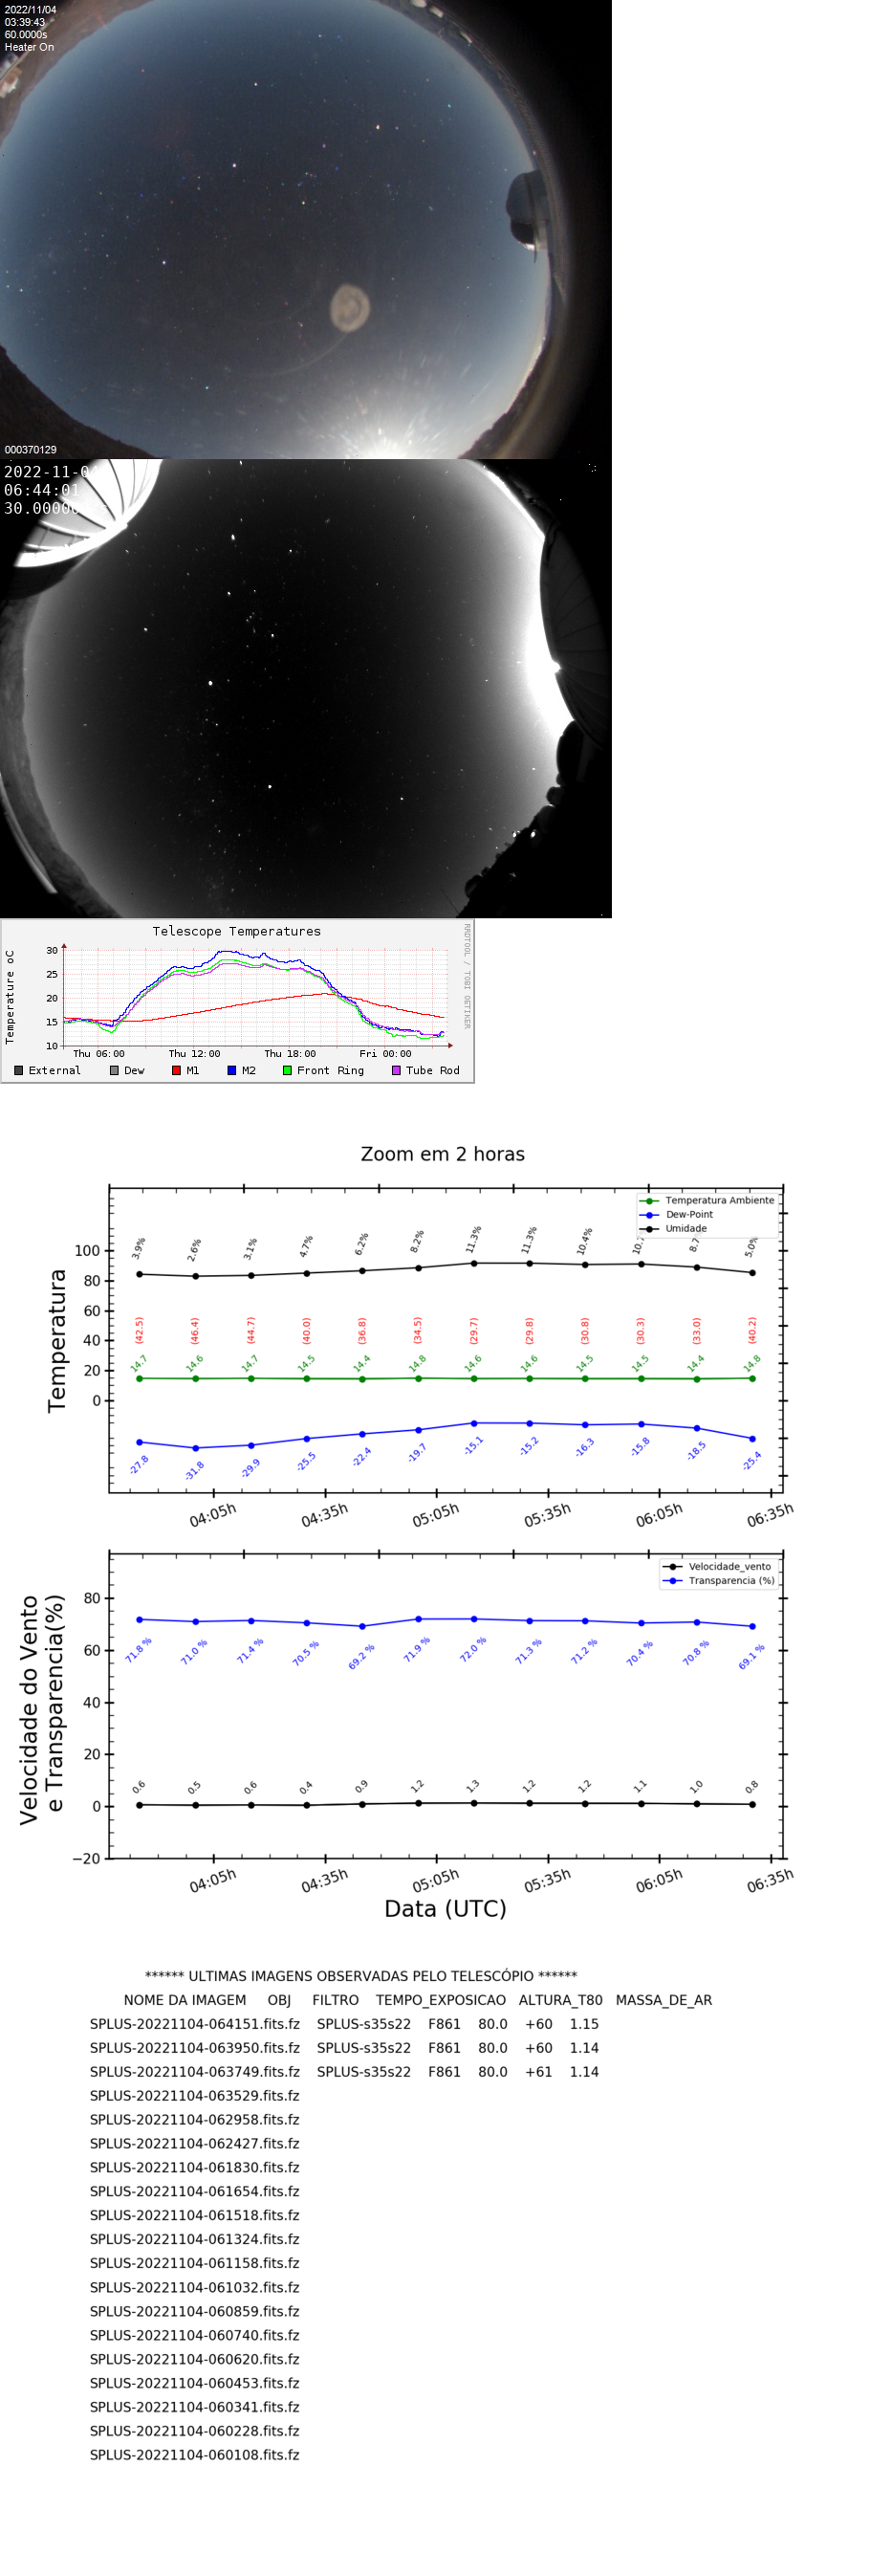 2022/11/04
03:39:43
60.0000s
Heater On
000370129
2022-11-04
06:44:01
30.00000
Telescope Temperatures
RRDTOOL / TOBI OETIKER
Temperature oC
30
25
20
15
10
Thu 06:00 Thu 12:00 Thu 18:00 Fri 00:00
External Dew M1 M2 Front Ring Tube Rod
Zoom em 2 horas
Temperatura Ambiente
Dew-Point
Umidade
Temperatura
100
80
60
40
20
0
3.9% 2.6% 3.1% 4.7% 6.2% 8.2% 11.3% 11.3% 10.4% 5.0%
(42.5) (46.4) (44.7) (40.0) (36.8) (34.5) (29.7) (29.8) (30.8) (30.3) (33.0) (40.2)
14.7 14.6 14.7 14.5 14.4 14.8 14.6 14.6 14.5 14.5 14.4 14.8
-27.8 -31.8 -29.9 -25.5 -22.4 -19.7 -15.1 -15.2 -16.3 -15.8 -18.5 -25.4
04:05h 04:35h 05:05h 05:35h 06:05h 06:35h
Velocidade_vento
Transparencia (%)
Velocidade do Vento
e Transparencia(%)
80
60
40
20
0
−20
71.8 % 71.0 % 71.4 % 70.5 % 69.2 % 71.9 % 72.0 % 71.3 % 71.2 % 70.4 % 70.8 % 69.1 %
0.6 0.5 0.6 0.4 0.9 1.2 1.3 1.2 1.2 1.1 1.0 0.8
04:05h 04:35h 05:05h 05:35h 06:05h 06:35h
Data (UTC)
****** ULTIMAS IMAGENS OBSERVADAS PELO TELESCÓPIO ******
NOME DA IMAGEM OBJ FILTRO TEMPO_EXPOSICAO ALTURA_T80 MASSA_DE_AR
SPLUS-20221104-064151.fits.fz SPLUS-s35s22 F861 80.0 +60 1.15
SPLUS-20221104-063950.fits.fz SPLUS-s35s22 F861 80.0 +60 1.14
SPLUS-20221104-063749.fits.fz SPLUS-s35s22 F861 80.0 +61 1.14
SPLUS-20221104-063529.fits.fz
SPLUS-20221104-062958.fits.fz
SPLUS-20221104-062427.fits.fz
SPLUS-20221104-061830.fits.fz
SPLUS-20221104-061654.fits.fz
SPLUS-20221104-061518.fits.fz
SPLUS-20221104-061324.fits.fz
SPLUS-20221104-061158.fits.fz
SPLUS-20221104-061032.fits.fz
SPLUS-20221104-060859.fits.fz
SPLUS-20221104-060740.fits.fz
SPLUS-20221104-060620.fits.fz
SPLUS-20221104-060453.fits.fz
SPLUS-20221104-060341.fits.fz
SPLUS-20221104-060228.fits.fz
SPLUS-20221104-060108.fits.fz